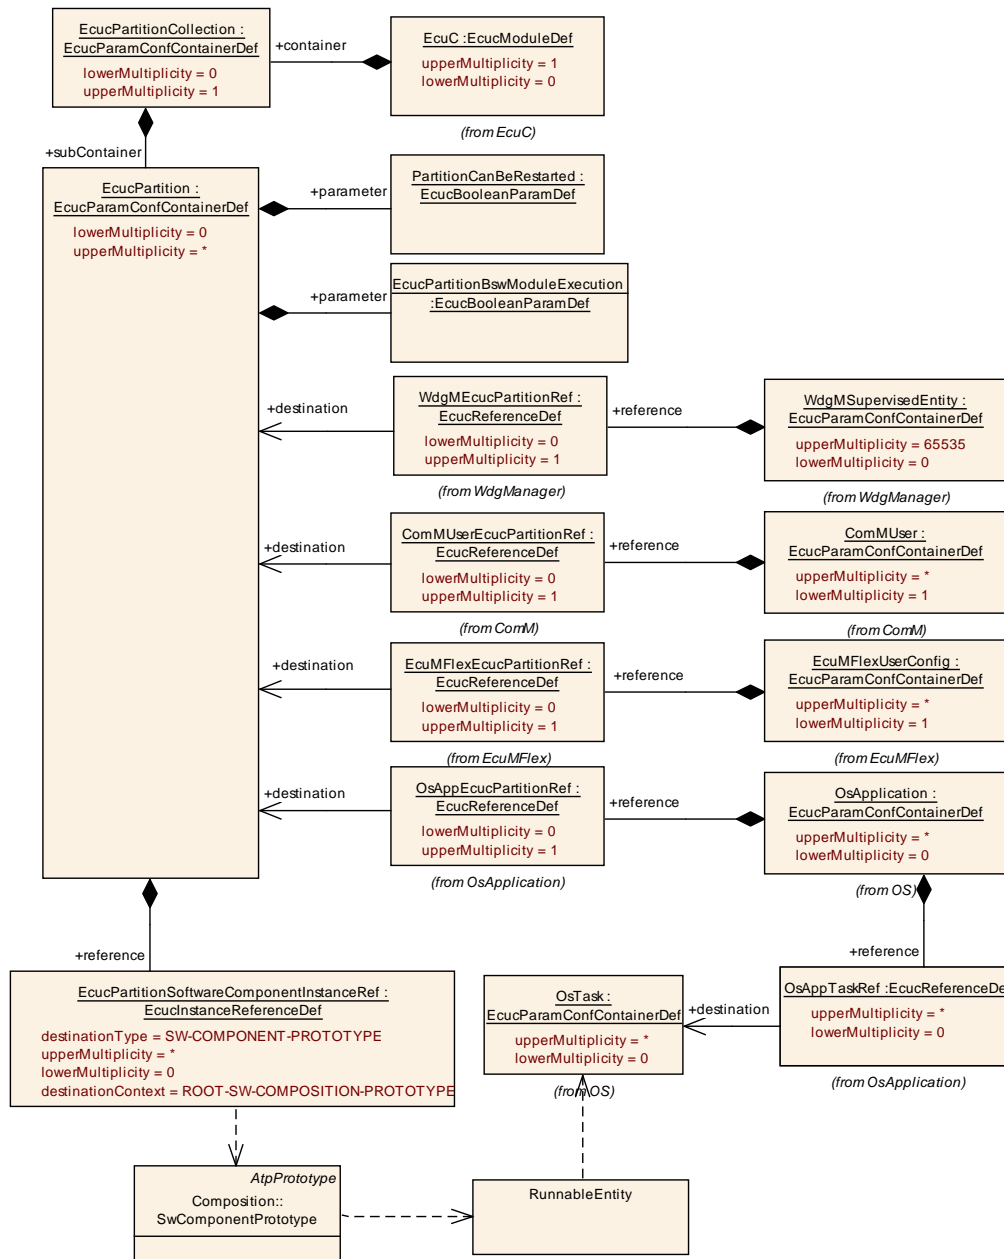 EcucPartitionCollection :
EcucParamConfContainerDef
lowerMultiplicity = 0
upperMultiplicity = 1
+container
EcuC :EcucModuleDef
upperMultiplicity = 1
lowerMultiplicity = 0
(from EcuC)
+subContainer
EcucPartition :
EcucParamConfContainerDef
lowerMultiplicity = 0
upperMultiplicity = *
+parameter
PartitionCanBeRestarted :
EcucBooleanParamDef
+parameter
EcucPartitionBswModuleExecution
:EcucBooleanParamDef
+destination
WdgMEcucPartitionRef :
EcucReferenceDef
lowerMultiplicity = 0
upperMultiplicity = 1
(from WdgManager)
+reference
WdgMSupervisedEntity :
EcucParamConfContainerDef
upperMultiplicity = 65535
lowerMultiplicity = 0
(from WdgManager)
+destination
ComMUserEcucPartitionRef :
EcucReferenceDef
lowerMultiplicity = 0
upperMultiplicity = 1
(from ComM)
+reference
ComMUser :
EcucParamConfContainerDef
upperMultiplicity = *
lowerMultiplicity = 1
(from ComM)
+destination
EcuMFlexEcucPartitionRef :
EcucReferenceDef
lowerMultiplicity = 0
upperMultiplicity = 1
(from EcuMFlex)
+reference
EcuMFlexUserConfig :
EcucParamConfContainerDef
upperMultiplicity = *
lowerMultiplicity = 1
(from EcuMFlex)
+destination
OsAppEcucPartitionRef :
EcucReferenceDef
lowerMultiplicity = 0
upperMultiplicity = 1
(from OsApplication)
+reference
OsApplication :
EcucParamConfContainerDef
upperMultiplicity = *
lowerMultiplicity = 0
(from OS)
+reference
EcucPartitionSoftwareComponentInstanceRef :
EcucInstanceReferenceDef
destinationType = SW-COMPONENT-PROTOTYPE
upperMultiplicity = *
lowerMultiplicity = 0
destinationContext = ROOT-SW-COMPOSITION-PROTOTYPE
OsTask :
EcucParamConfContainerDef
upperMultiplicity = *
lowerMultiplicity = 0
(from OS)
+destination
+reference
OsAppTaskRef :EcucReferenceDe
upperMultiplicity = *
lowerMultiplicity = 0
(from OsApplication)
AtpPrototype
Composition::
SwComponentPrototype
RunnableEntity